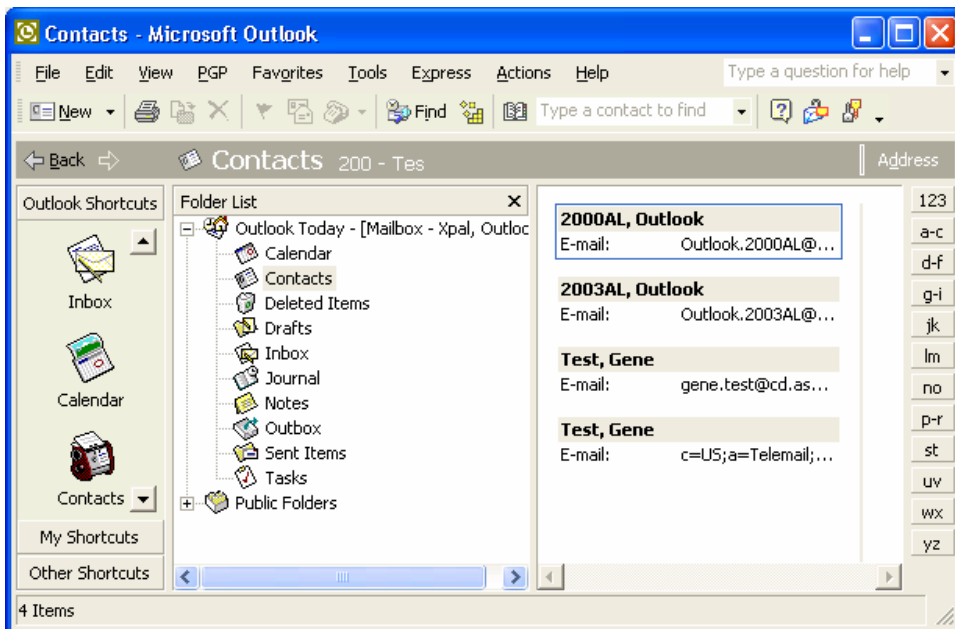 Contacts - Microsoft Outlook
File Edit View PGP Favorites Tools Express Actions Help Type a question for help
New Find Type a contact to find
Back Contacts 200 - Tes Address
Outlook Shortcuts
Inbox
Calendar
Contacts
My Shortcuts
Other Shortcuts
Folder List
Outlook Today - [Mailbox - Xpal, Outloc
Calendar
Contacts
Deleted Items
Drafts
Inbox
Journal
Notes
Outbox
Sent Items
Tasks
Public Folders
2000AL, Outlook
E-mail: Outlook.2000AL@...
2003AL, Outlook
E-mail: Outlook.2003AL@...
Test, Gene
E-mail: gene.test@cd.as...
Test, Gene
E-mail: c=US;a=Telemail;...
123
a-c
d-f
g-i
jk
lm
no
p-r
st
uv
wx
yz
4 Items